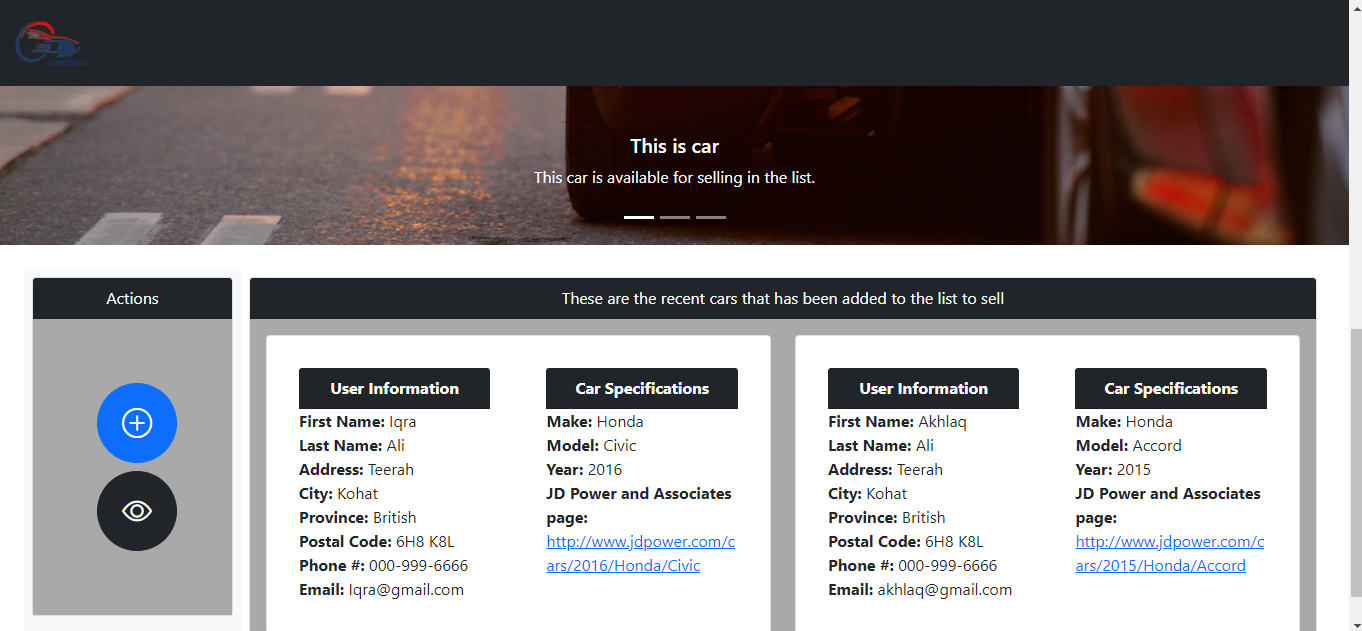 This is car
This car is available for selling in the list.
Actions
These are the recent cars that has been added to the list to sell
User Information
First Name: Iqra
Last Name: Ali
Address: Teerah
City: Kohat
Province: British
Postal Code: 6H8 K8L
Phone #: 000-999-6666
Email: Iqra@gmail.com
Car Specifications
Make: Honda
Model: Civic
Year: 2016
JD Power and Associates
page:
http://www.jdpower.com/c
ars/2016/Honda/Civic
User Information
First Name: Akhlaq
Last Name: Ali
Address: Teerah
City: Kohat
Province: British
Postal Code: 6H8 K8L
Phone #: 000-999-6666
Email: akhlaq@gmail.com
Car Specifications
Make: Honda
Model: Accord
Year: 2015
JD Power and Associates
page:
http://www.jdpower.com/c
ars/2015/Honda/Accord